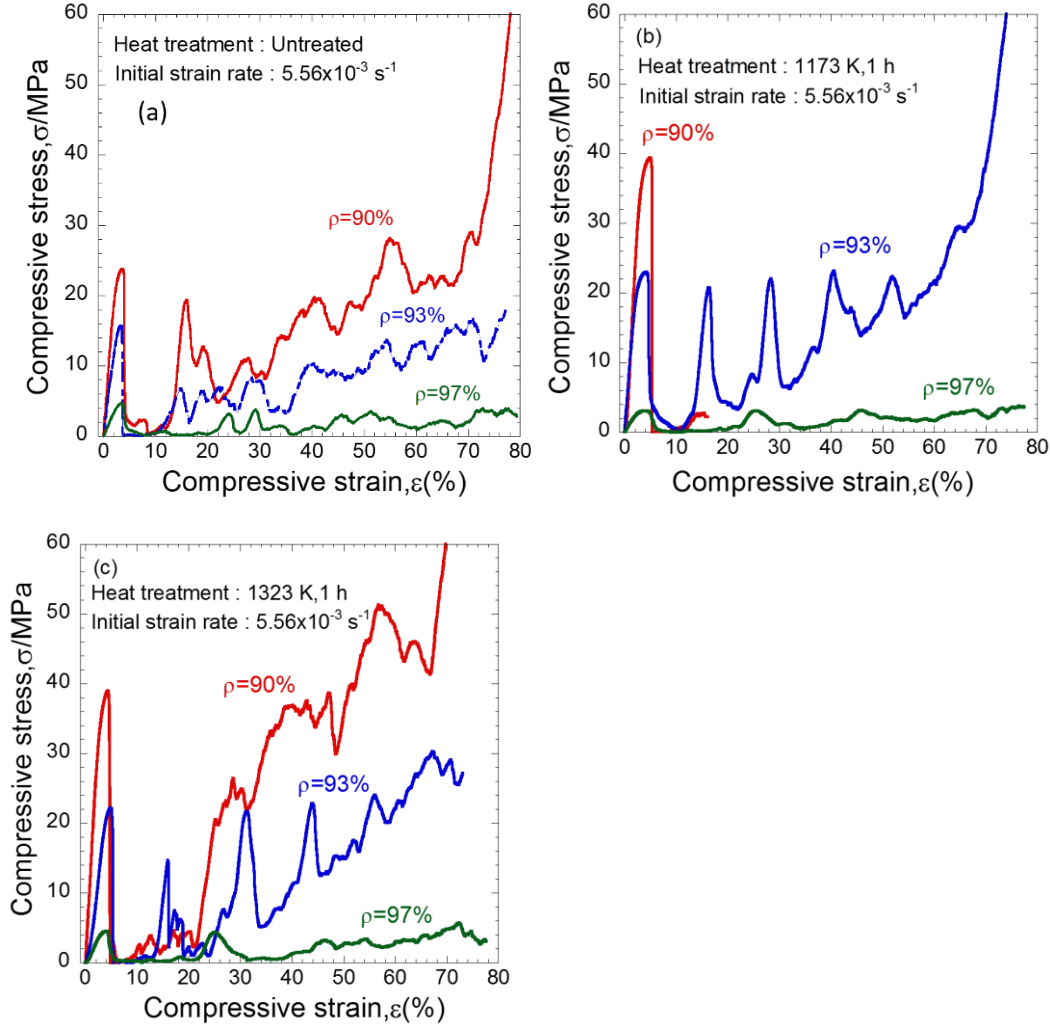 Heat treatment : Untreated
Initial strain rate : 5.56x10⁻³ s⁻¹
(a)
ρ=90%
ρ=93%
ρ=97%
60
50
40
30
20
10
0
0 10 20 30 40 50 60 70 80
Compressive stress,σ/MPa
Compressive strain,ε(%)
(b)
Heat treatment : 1173 K,1 h
Initial strain rate : 5.56x10⁻³ s⁻¹
ρ=90%
ρ=93%
ρ=97%
60
50
40
30
20
10
0
0 10 20 30 40 50 60 70 80
Compressive stress,σ/MPa
Compressive strain,ε(%)
(c)
Heat treatment : 1323 K,1 h
Initial strain rate : 5.56x10⁻³ s⁻¹
ρ=90%
ρ=93%
ρ=97%
60
50
40
30
20
10
0
0 10 20 30 40 50 60 70 80
Compressive stress,σ/MPa
Compressive strain,ε(%)